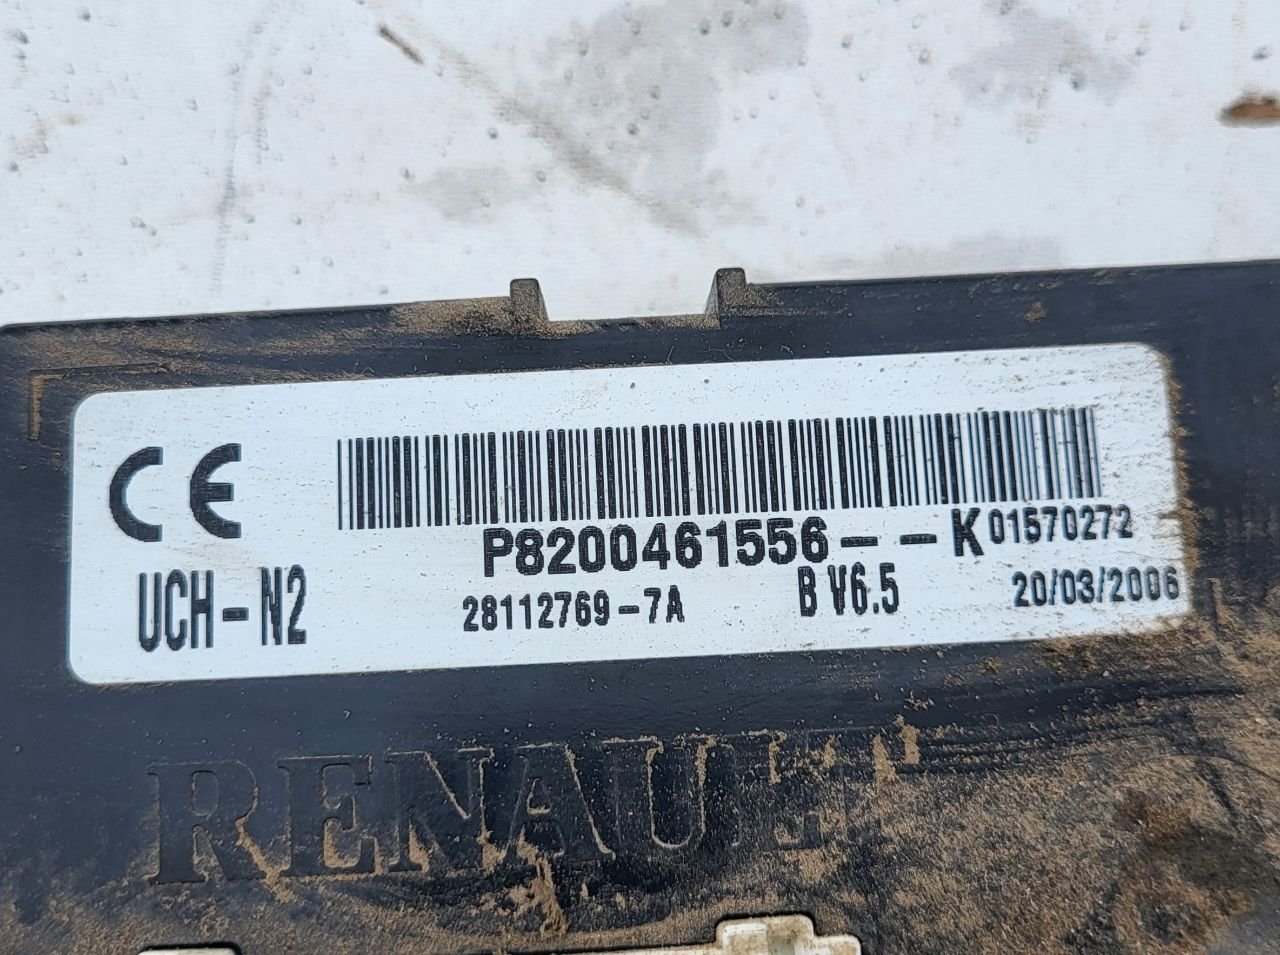 CE
P8200461556--K 01570272
UCH-N2 28112769-7A B V6.5 20/03/2006
RENAULT